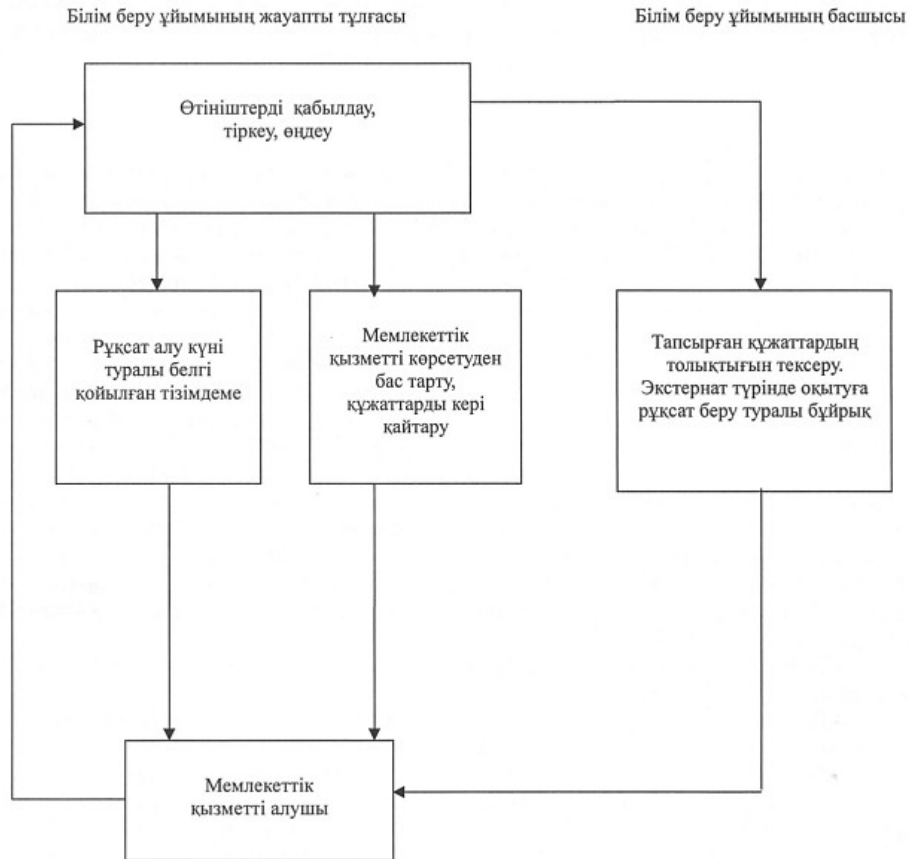 Білім беру ұйымының жауапты тұлғасы
Білім беру ұйымының басшысы
Өтініштерді қабылдау,
тіркеу, өңдеу
Рұқсат алу күні
туралы белгі
қойылған тізімдеме
Мемлекеттік
қызметті көрсетуден
бас тарту,
құжаттарды кері
қайтару
Тапсырған құжаттардың
толықтығын тексеру.
Экстернат түрінде оқытуға
рұқсат беру туралы бұйрық
Мемлекеттік
қызметті алушы